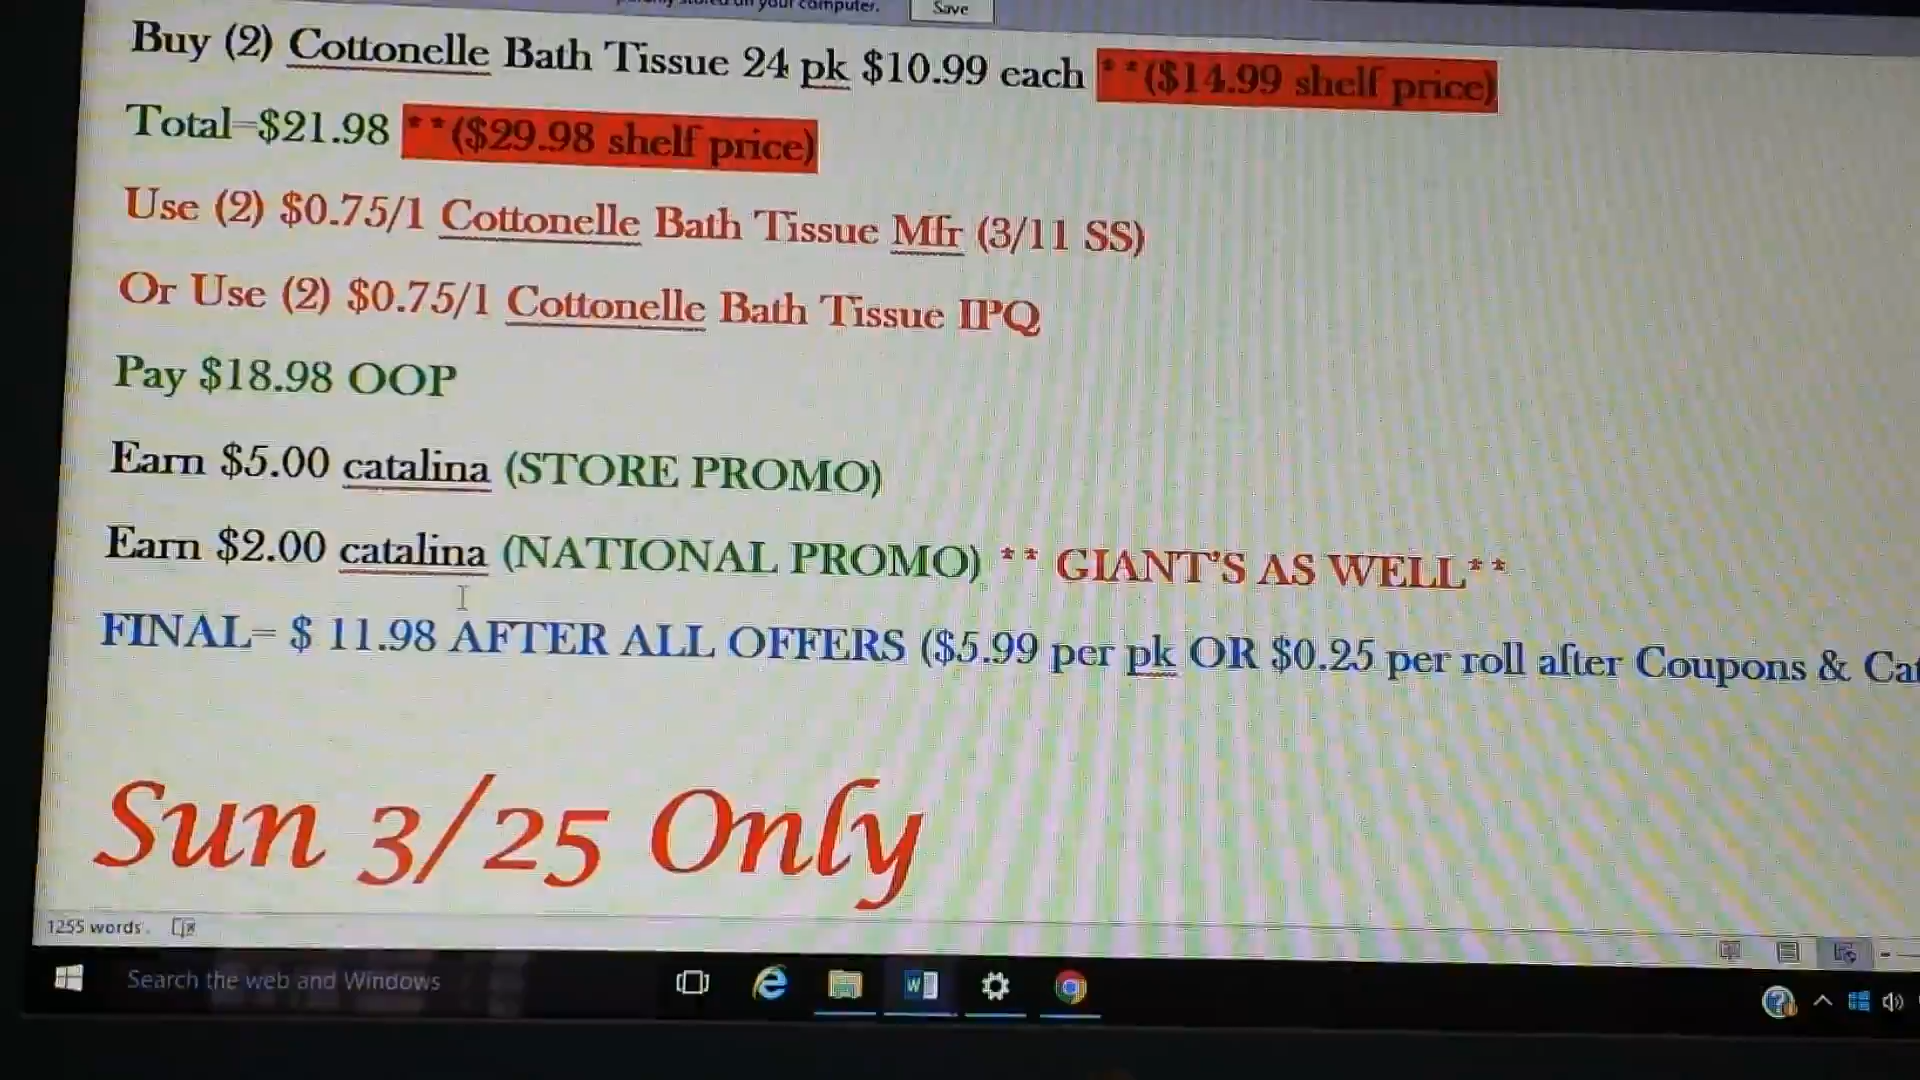 on your computer.
Save
Buy (2) Cottonelle Bath Tissue 24 pk $10.99 each **($14.99 shelf price)
Total=$21.98 **($29.98 shelf price)
Use (2) $0.75/1 Cottonelle Bath Tissue Mfr (3/11 SS)
Or Use (2) $0.75/1 Cottonelle Bath Tissue IPQ
Pay $18.98 OOP
Earn $5.00 catalina (STORE PROMO)
Earn $2.00 catalina (NATIONAL PROMO) ** GIANT'S AS WELL**
FINAL= $ 11.98 AFTER ALL OFFERS ($5.99 per pk OR $0.25 per roll after Coupons & Cat
Sun 3/25 Only
1255 words
Search the web and Windows